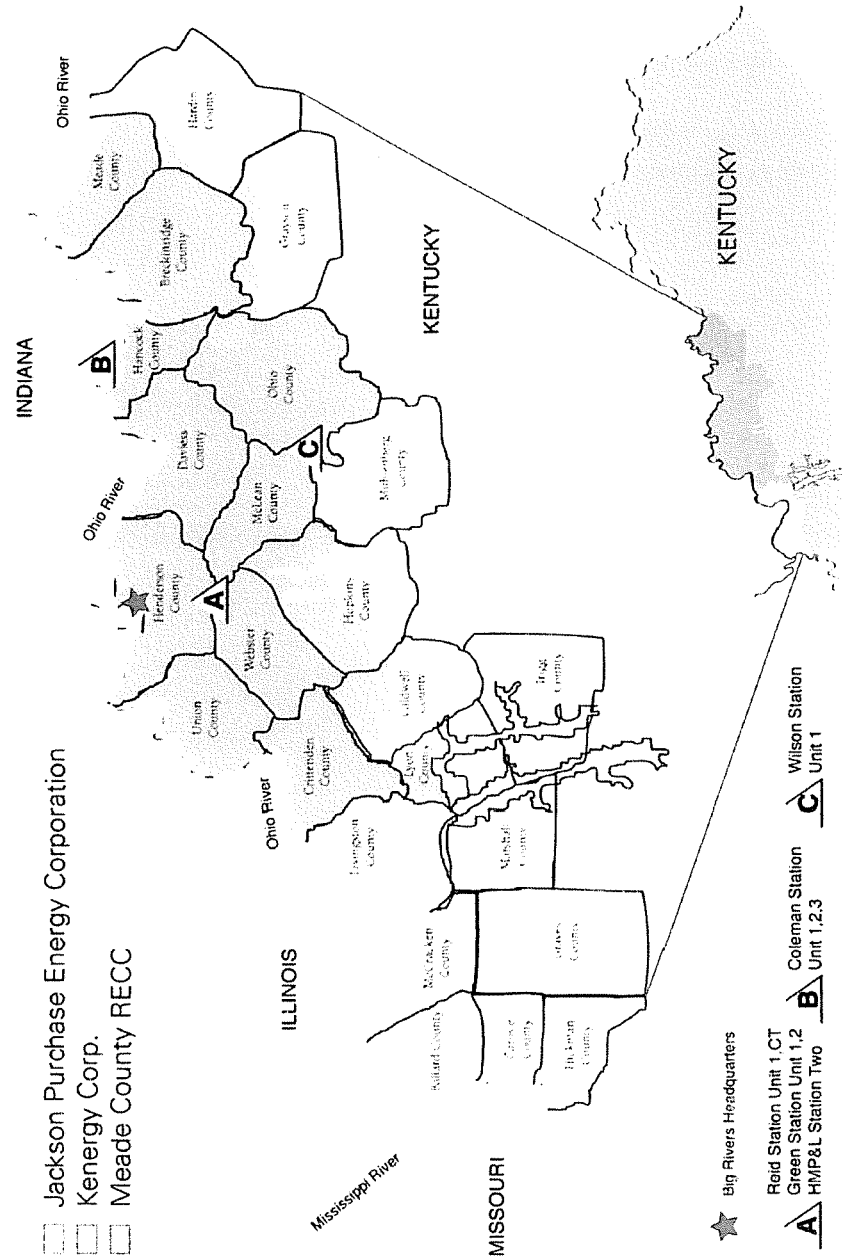 Jackson Purchase Energy Corporation
Kenergy Corp.
Meade County RECC
INDIANA
ILLINOIS
MISSOURI
KENTUCKY
KENTUCKY
Ohio River
Ohio River
Ohio River
Mississippi River
Meade
County
Hardin
County
Breckinridge
County
Grayson
County
Hancock
County
B
Ohio
County
Daviess
County
C
McLean
County
Muhlenberg
County
Henderson
County
A
Webster
County
Hopkins
County
Union
County
Crittenden
County
Caldwell
County
Lyon
County
Trigg
County
Livingston
County
Marshall
County
McCracken
County
Graves
County
Ballard County
Carlisle
County
Hickman
County
Big Rivers Headquarters
A
Reid Station Unit 1,CT
Green Station Unit 1,2
HMP&L Station Two
B
Coleman Station
Unit 1,2,3
C
Wilson Station
Unit 1